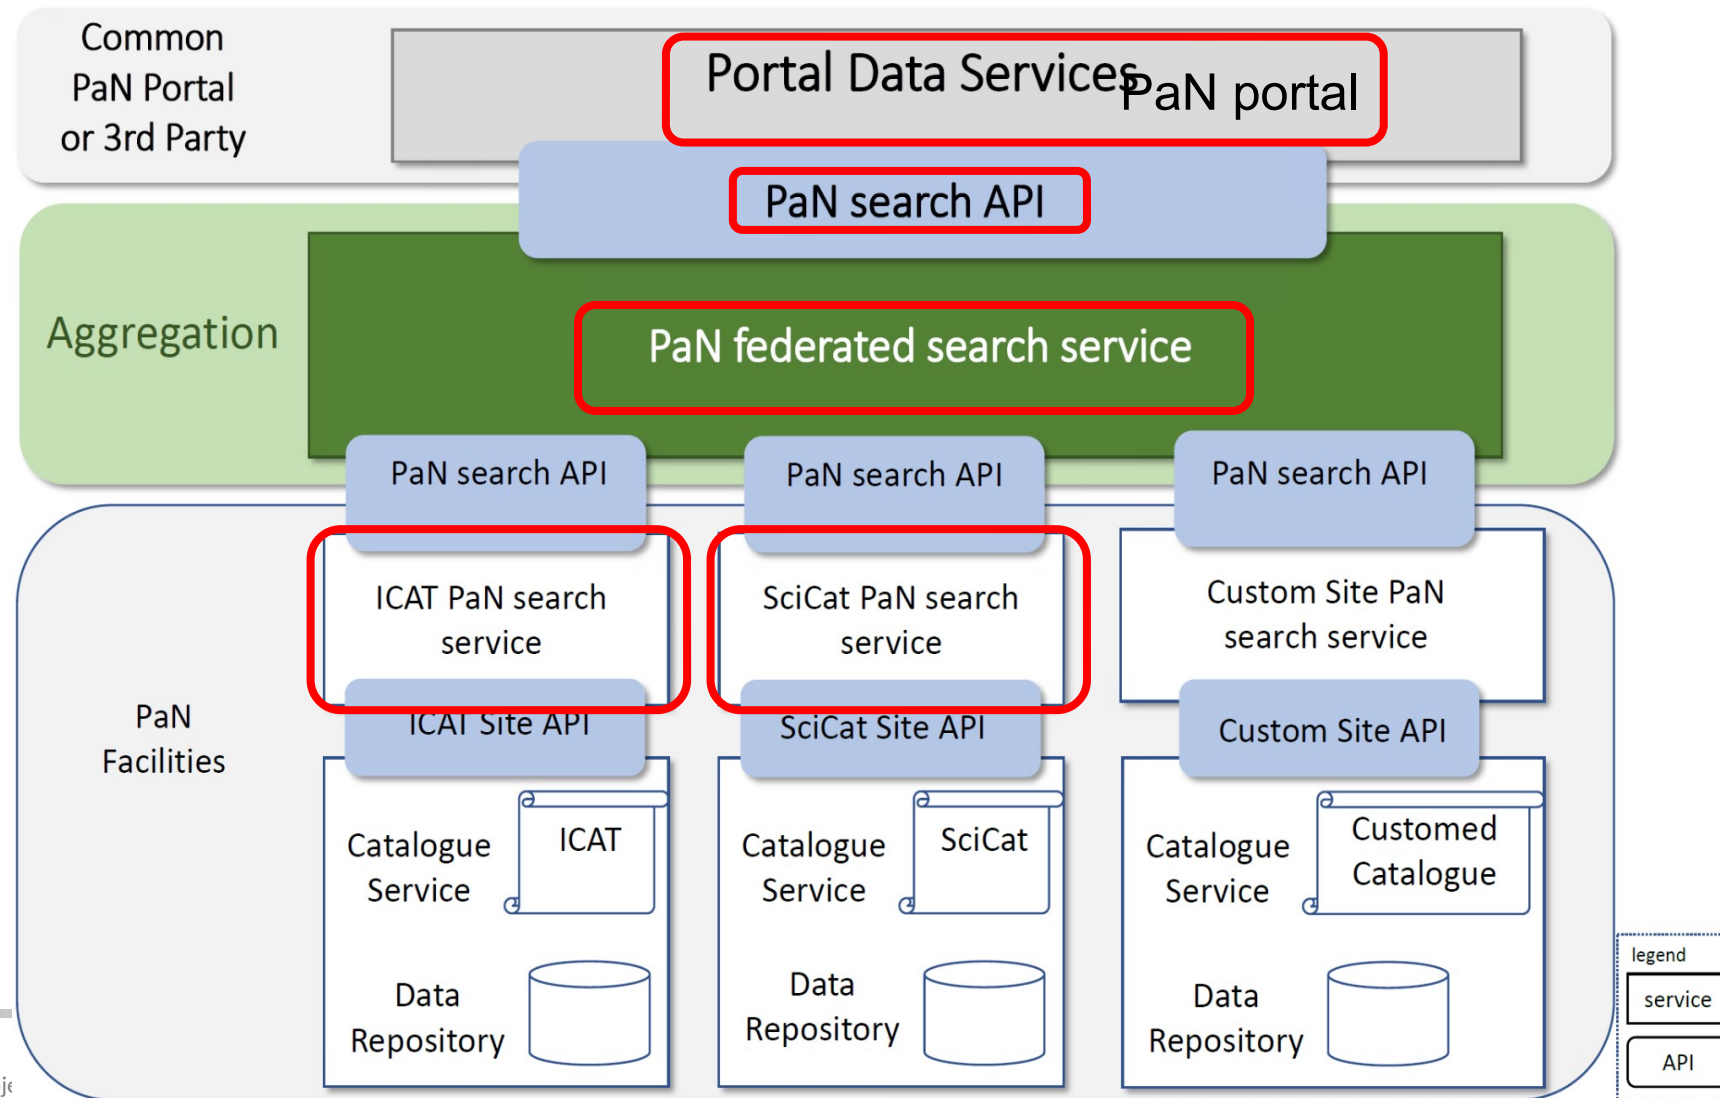 Common
PaN Portal
or 3rd Party
Portal Data Services
PaN portal
PaN search API
Aggregation
PaN federated search service
PaN search API
PaN search API
PaN search API
ICAT PaN search
service
SciCat PaN search
service
Custom Site PaN
search service
PaN
Facilities
ICAT Site API
SciCat Site API
Custom Site API
Catalogue
Service
ICAT
Catalogue
Service
SciCat
Catalogue
Service
Customed
Catalogue
Data
Repository
Data
Repository
Data
Repository
legend
service
API